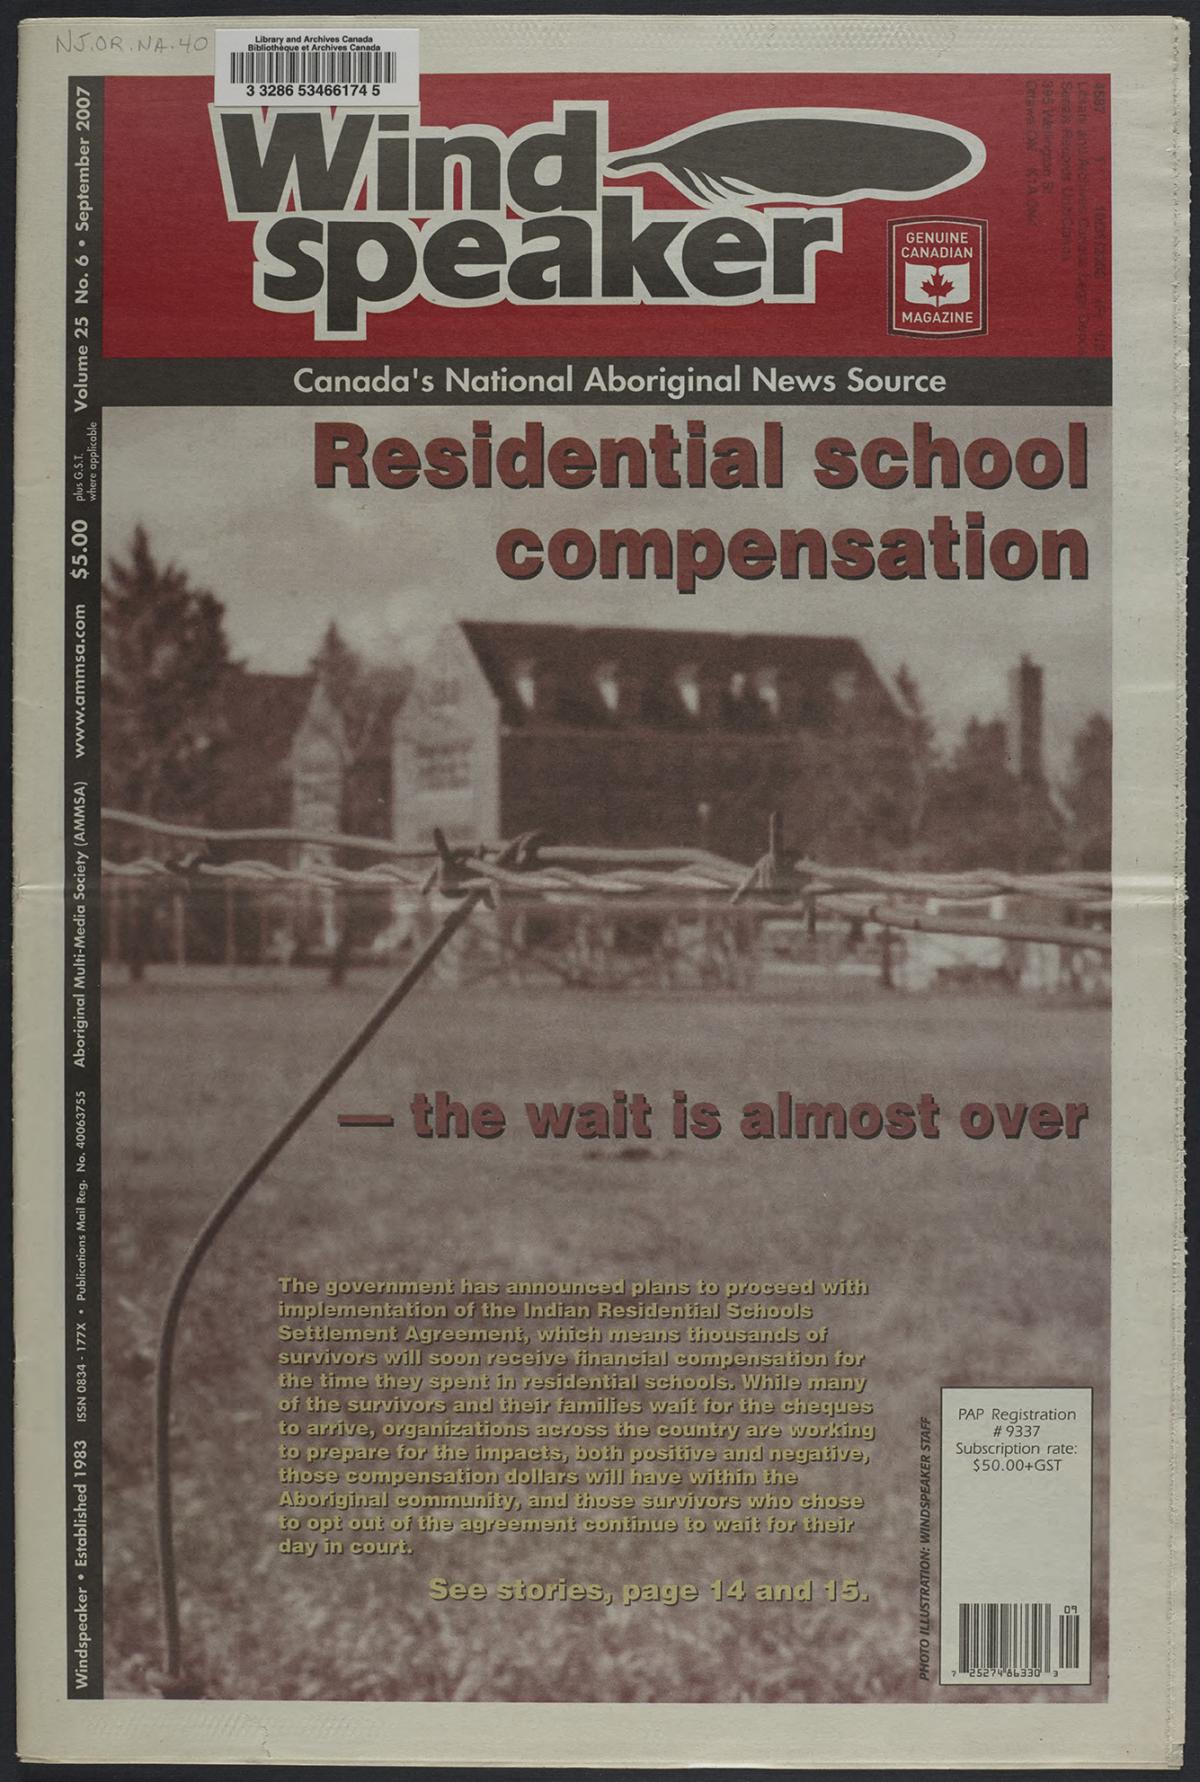 NJ.OR.NA.40
Library and Archives Canada
Bibliothèque et Archives Canada
3 3286 53466174 5
Wind
speaker
GENUINE
CANADIAN
MAGAZINE
Canada's National Aboriginal News Source
Windspeaker • Established 1983 ISSN 0834 - 177X • Publications Mail Reg. No. 40063755 Aboriginal Multi-Media Society (AMMSA) www.ammsa.com $5.00 plus G.S.T. where applicable Volume 25 No. 6 • September 2007
Residential school
compensation
— the wait is almost over
The government has announced plans to proceed with
implementation of the Indian Residential Schools
Settlement Agreement, which means thousands of
survivors will soon receive financial compensation for
the time they spent in residential schools. While many
of the survivors and their families wait for the cheques
to arrive, organizations across the country are working
to prepare for the impacts, both positive and negative,
those compensation dollars will have within the
Aboriginal community, and those survivors who chose
to opt out of the agreement continue to wait for their
day in court.
See stories, page 14 and 15.
PHOTO ILLUSTRATION: WINDSPEAKER STAFF
PAP Registration
# 9337
Subscription rate:
$50.00+GST
09
7 25274 86330 3